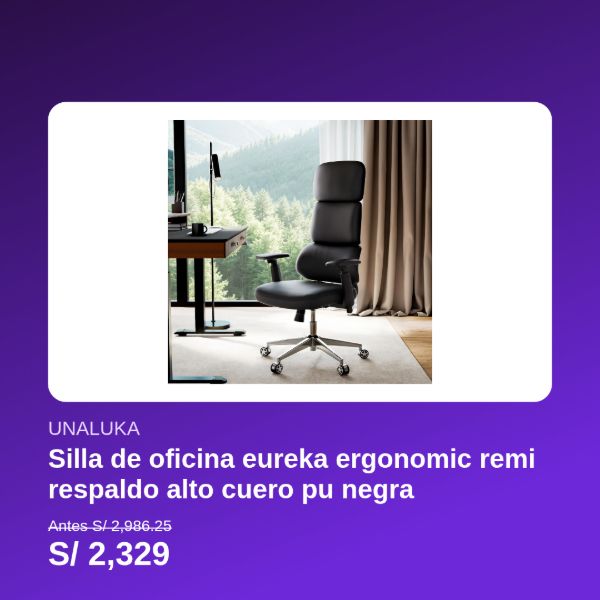 UNALUKA
Silla de oficina eureka ergonomic remi
respaldo alto cuero pu negra
Antes S/ 2,986.25
S/ 2,329